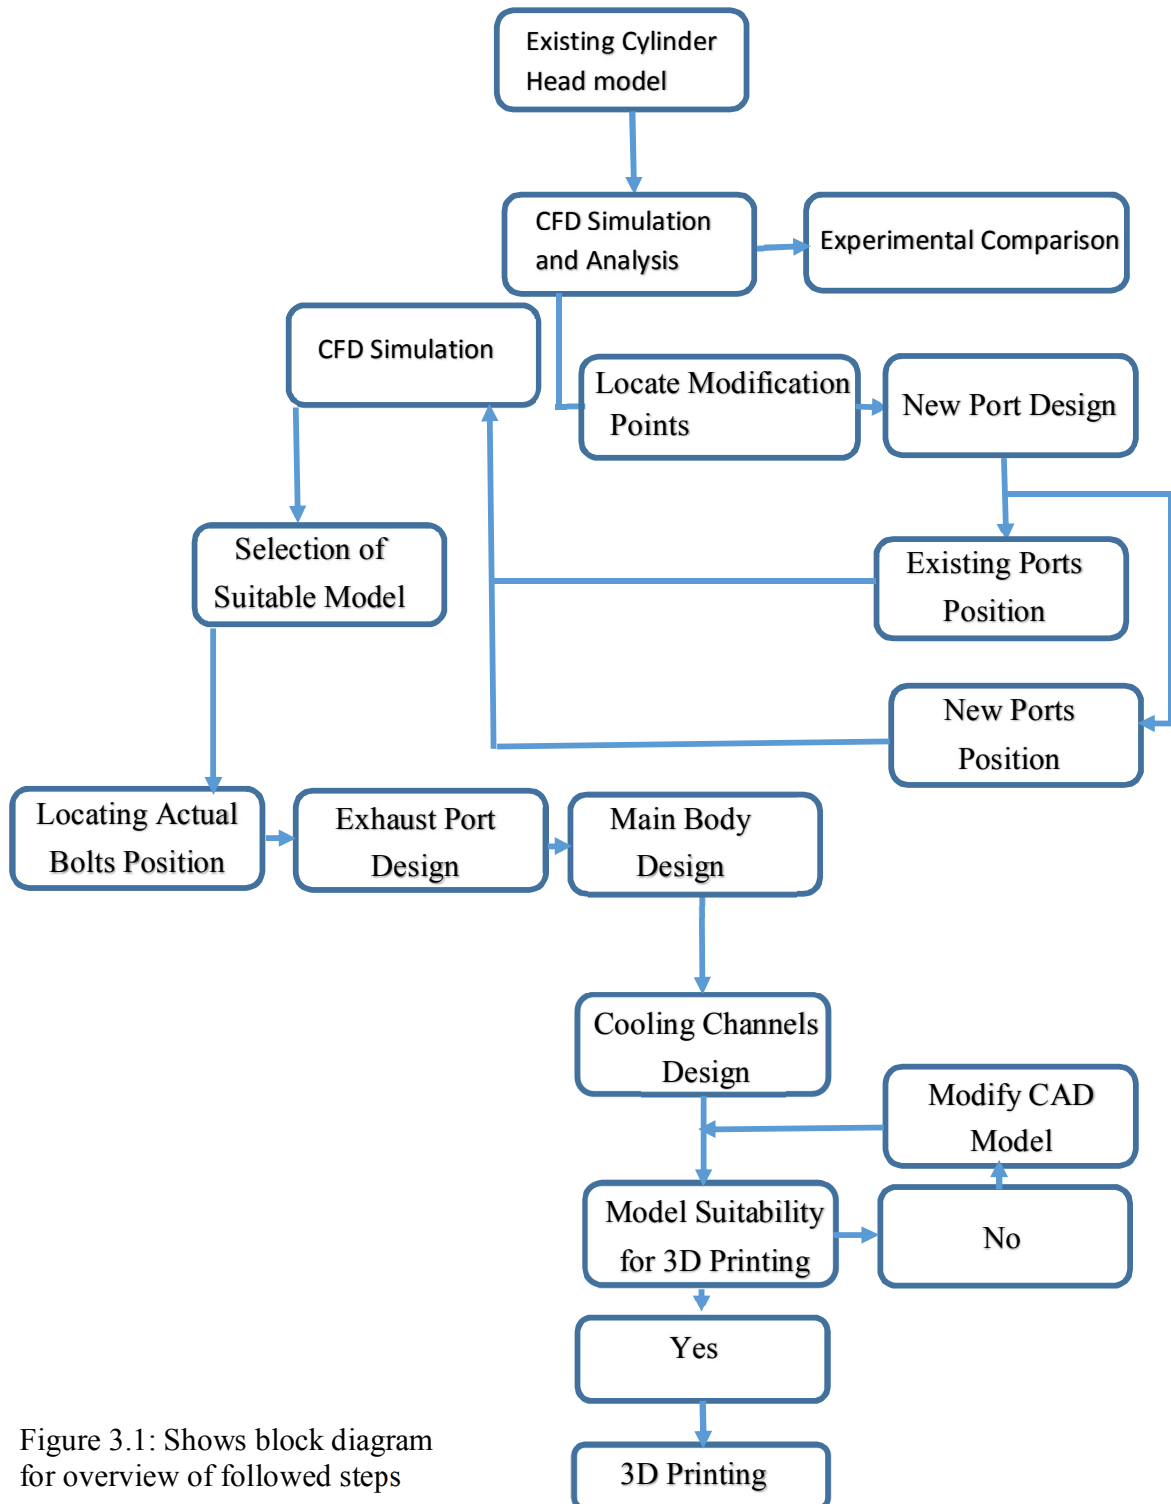 Existing Cylinder
Head model
CFD Simulation
and Analysis
Experimental Comparison
CFD Simulation
Locate Modification
Points
New Port Design
Selection of
Suitable Model
Existing Ports
Position
New Ports
Position
Locating Actual
Bolts Position
Exhaust Port
Design
Main Body
Design
Cooling Channels
Design
Modify CAD
Model
Model Suitability
for 3D Printing
No
Yes
3D Printing
Figure 3.1: Shows block diagram
for overview of followed steps